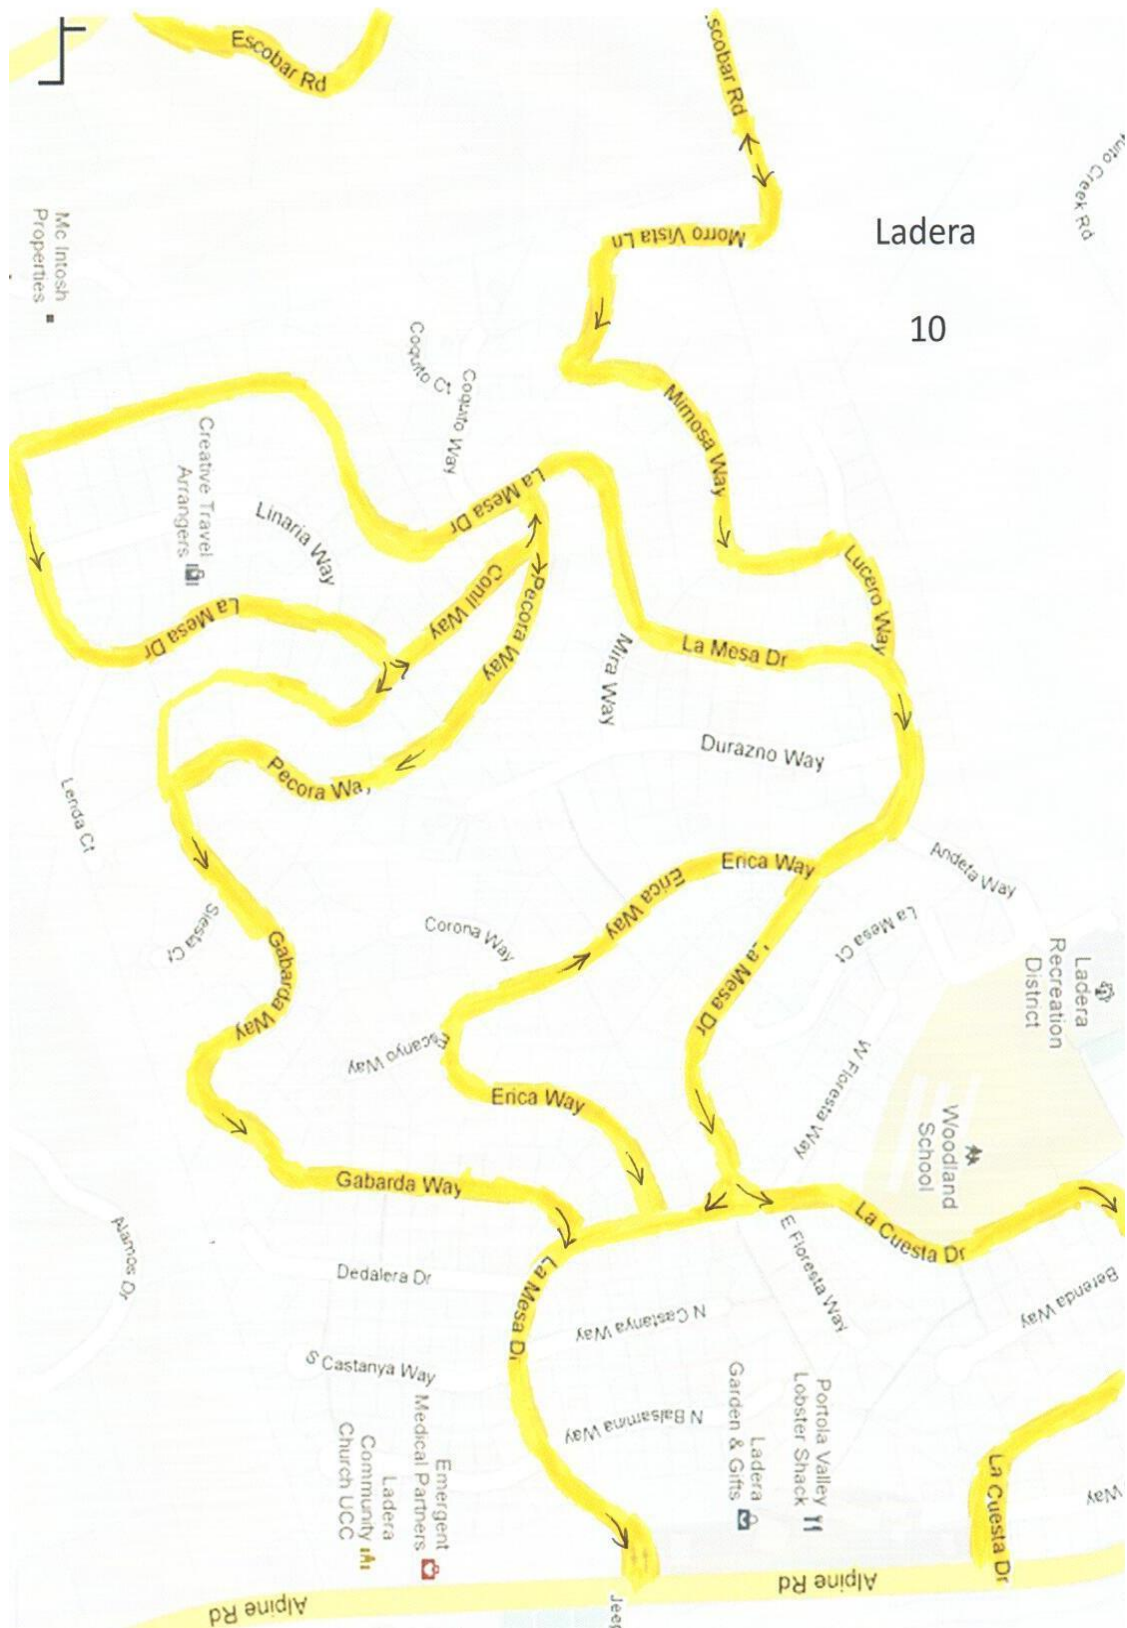 Escobar Rd
scobar Rd
Creek Rd
Ladera
10
Mc Intosh
Properties
Morro Vista Ln
Coquito Ct
Coquito Way
Mimosa Way
Creative Travel
Arrangers
Linaria Way
La Mesa Dr
Conil Way
Pecora Way
Lucero Way
La Mesa Dr
La Mesa Dr
Mira Way
Durazno Way
Pecora Wa
Lerida Ct
Erica Way
Erica Way
Andeta Way
La Mesa Ct
Siesta Ct
Gabarda Way
Corona Way
La Mesa Dr
Ladera
Recreation
District
Escanyo Way
Erica Way
W Floresta Way
Woodland
School
Gabarda Way
La Cuesta Dr
E Floresta Way
Alamos Dr
Dedalera Dr
La Mesa Dr
N Castanya Way
Berenda Way
S Castanya Way
N Balsamina Way
Portola Valley
Lobster Shack
Ladera
Garden & Gifts
Emergent
Medical Partners
Ladera
Community
Church UCC
La Cuesta Dr
Way
Alpine Rd
Alpine Rd
Jeep